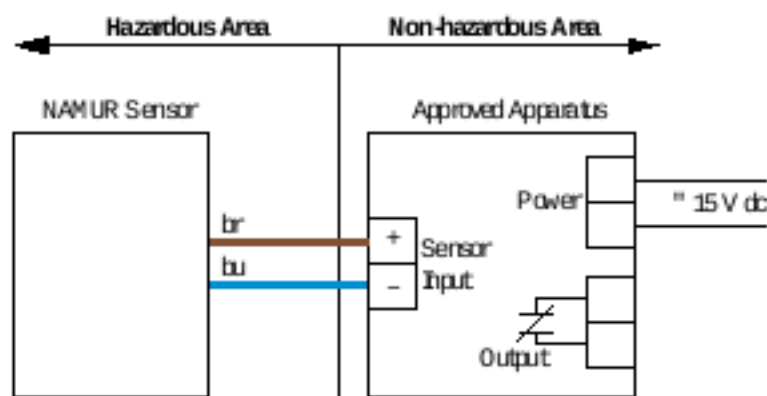 Hazardous Area
Non-hazardous Area
NAMUR Sensor
Approved Apparatus
Power
" 15 V dc
br
+
Sensor
Input
bu
–
Output